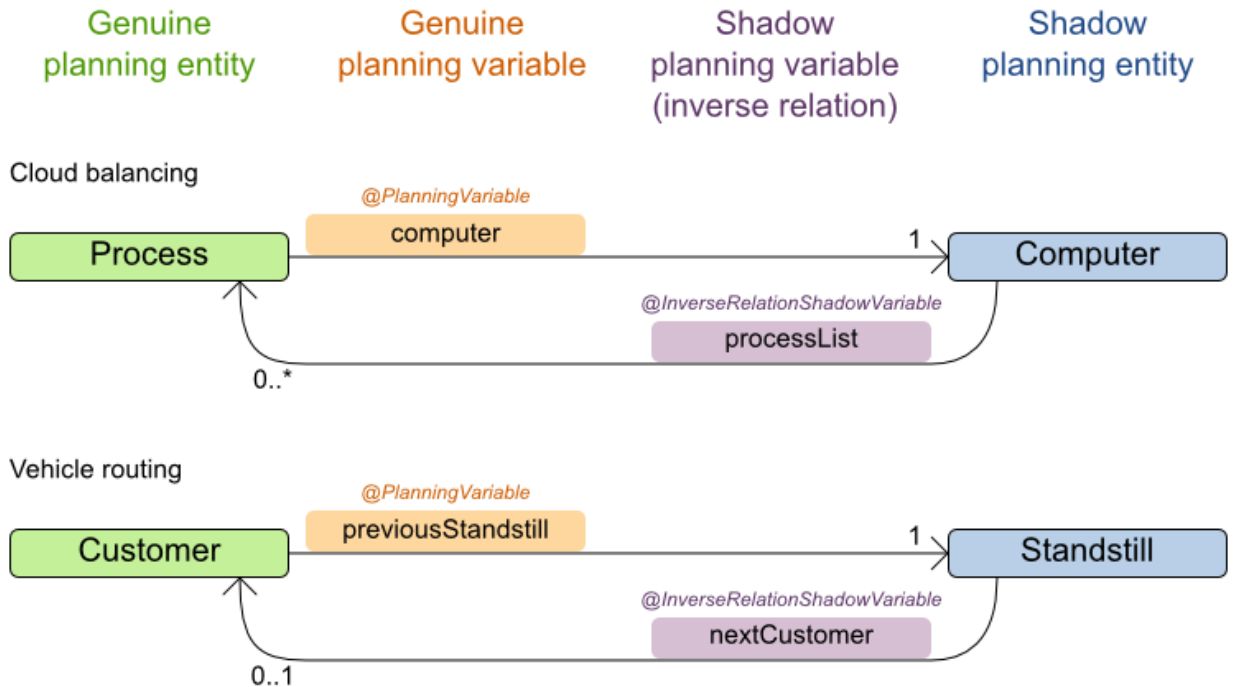 Genuine
planning entity
Genuine
planning variable
Shadow
planning variable
(inverse relation)
Shadow
planning entity
Cloud balancing
@PlanningVariable
computer
Process
1
Computer
@InverseRelationShadowVariable
processList
0..*
Vehicle routing
@PlanningVariable
previousStandstill
Customer
1
Standstill
@InverseRelationShadowVariable
nextCustomer
0..1